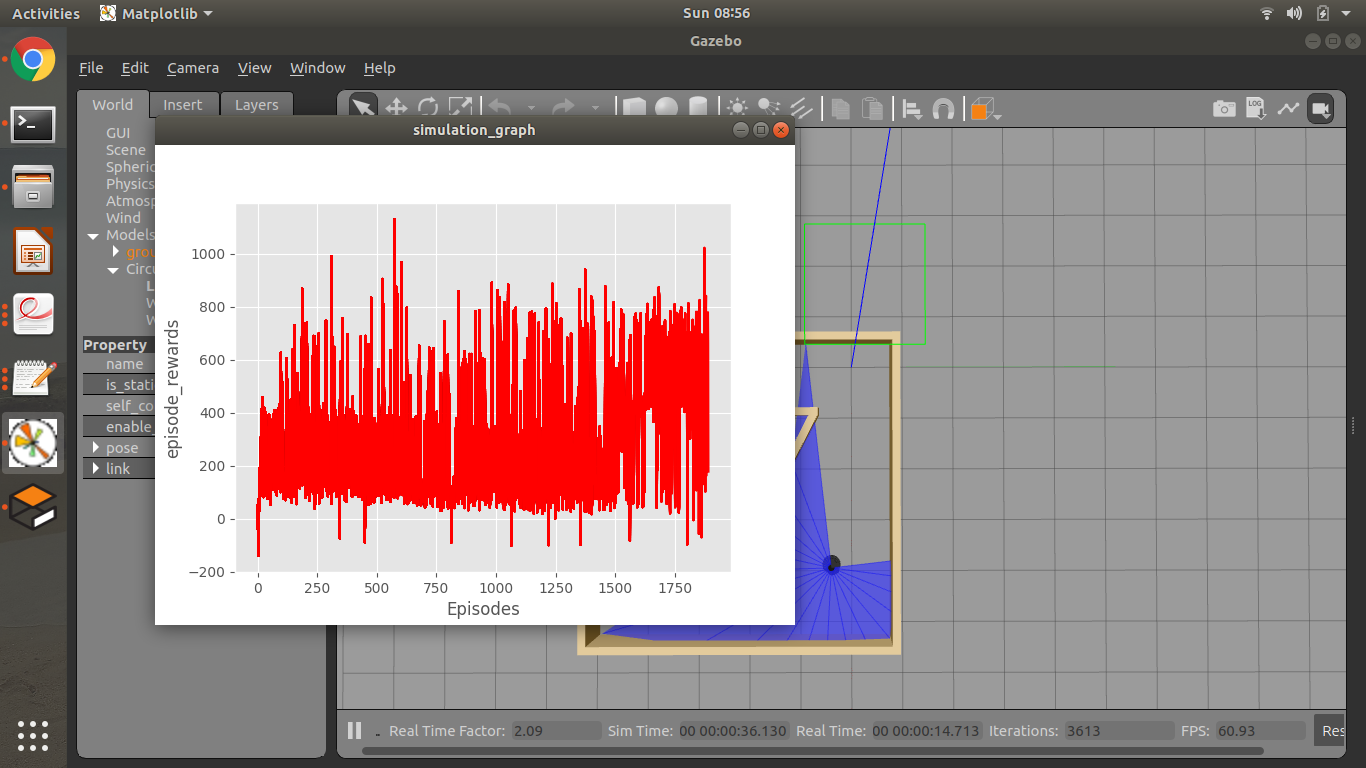 Activities Matplotlib Sun 08:56
Gazebo
File Edit Camera View Window Help
World Insert Layers
GUI
Scene
Spheric
Physics
Atmosp
Wind
Models
grou
Circu
L
W
W
Property
name
is_stati
self_co
enable_
pose
link
simulation_graph
episode_rewards
1000
800
600
400
200
0
−200
0 250 500 750 1000 1250 1500 1750
Episodes
LOG
Real Time Factor: 2.09 Sim Time: 00 00:00:36.130 Real Time: 00 00:00:14.713 Iterations: 3613 FPS: 60.93 Res